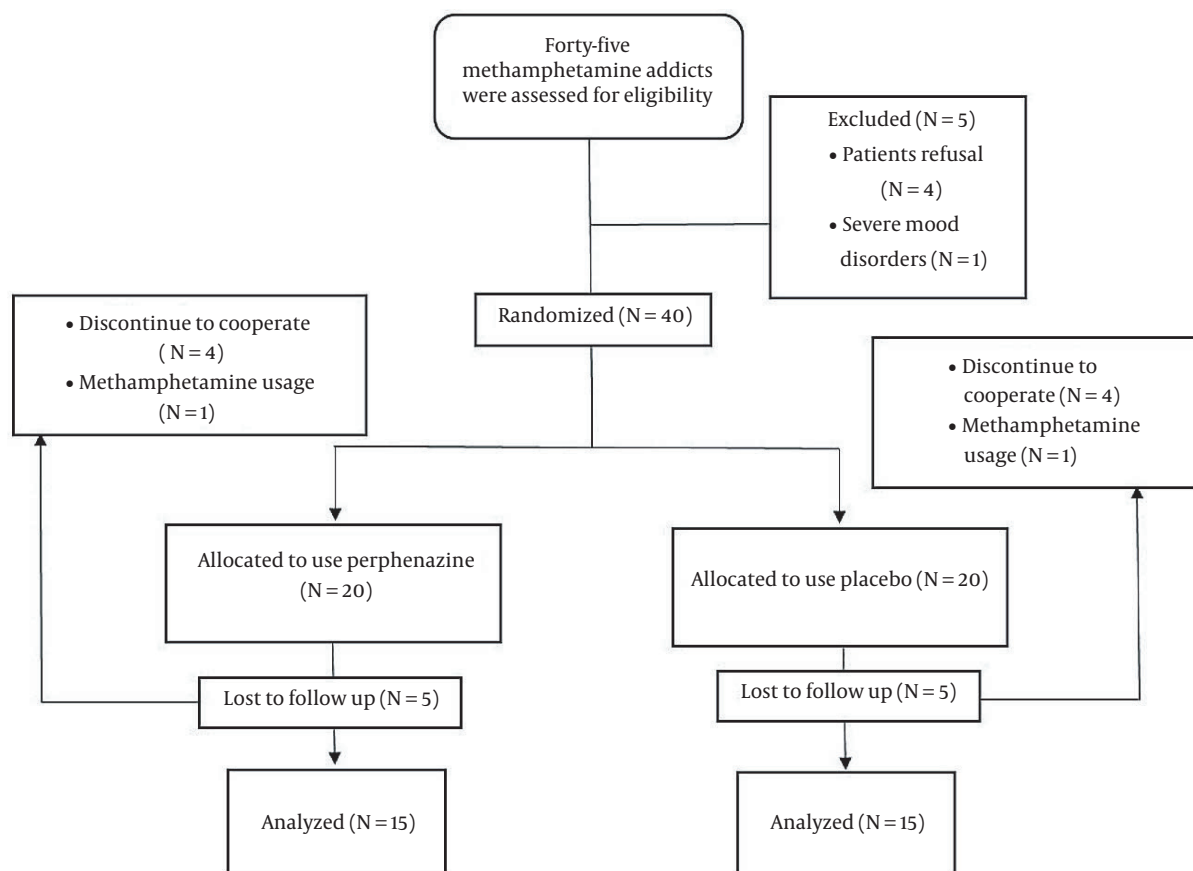 Forty-five
methamphetamine addicts
were assessed for eligibility
Excluded (N = 5)
• Patients refusal
(N = 4)
• Severe mood
disorders (N = 1)
Randomized (N = 40)
• Discontinue to cooperate
( N = 4)
• Methamphetamine usage
(N = 1)
• Discontinue to
cooperate (N = 4)
• Methamphetamine
usage (N = 1)
Allocated to use perphenazine
(N = 20)
Allocated to use placebo (N = 20)
Lost to follow up (N = 5)
Lost to follow up (N = 5)
Analyzed (N = 15)
Analyzed (N = 15)